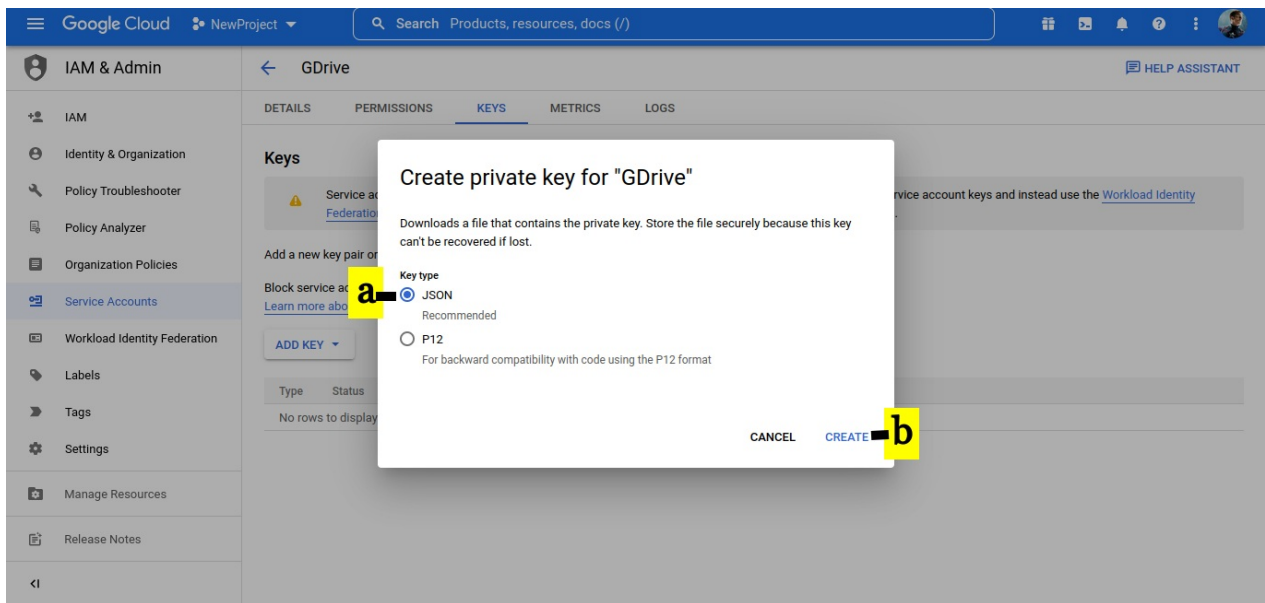 Google Cloud NewProject Search Products, resources, docs (/)
IAM & Admin
GDrive
HELP ASSISTANT
DETAILS PERMISSIONS KEYS METRICS LOGS
IAM
Identity & Organization
Policy Troubleshooter
Policy Analyzer
Organization Policies
Service Accounts
Workload Identity Federation
Labels
Tags
Settings
Manage Resources
Release Notes
Keys
Service
rvice account keys and instead use the Workload Identity
Federatio
Add a new key pair or
Block service ac
Learn more abo
ADD KEY
Type Status
No rows to display
Create private key for "GDrive"
Downloads a file that contains the private key. Store the file securely because this key
can't be recovered if lost.
Key type
a
JSON
Recommended
P12
For backward compatibility with code using the P12 format
CANCEL CREATE
b